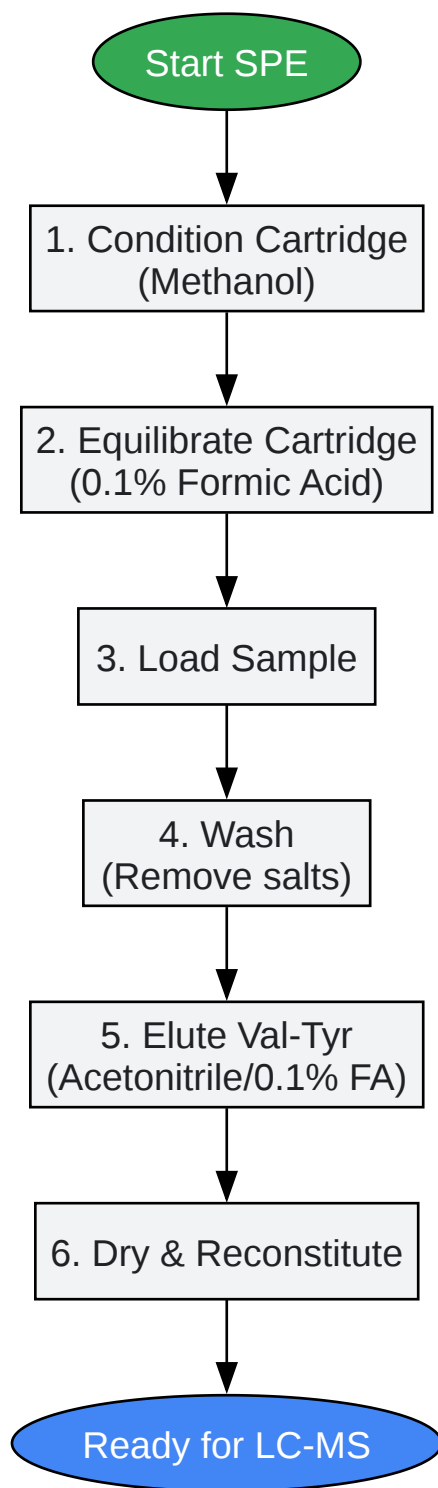 Start SPE
1. Condition Cartridge
(Methanol)
2. Equilibrate Cartridge
(0.1% Formic Acid)
3. Load Sample
4. Wash
(Remove salts)
5. Elute Val-Tyr
(Acetonitrile/0.1% FA)
6. Dry & Reconstitute
Ready for LC-MS